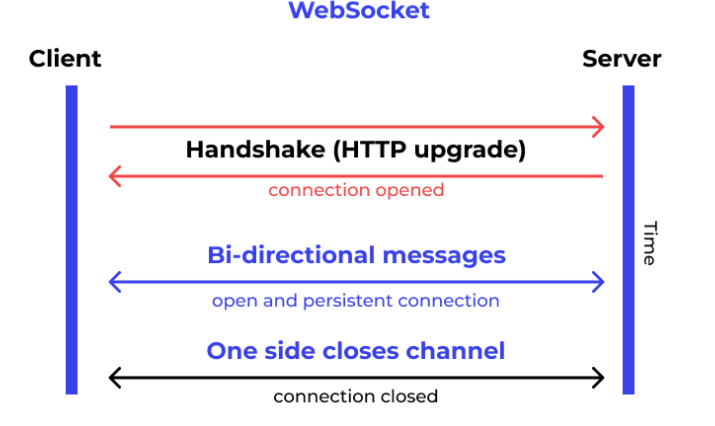 WebSocket
Client
Server
Handshake (HTTP upgrade)
connection opened
Time
Bi-directional messages
open and persistent connection
One side closes channel
connection closed